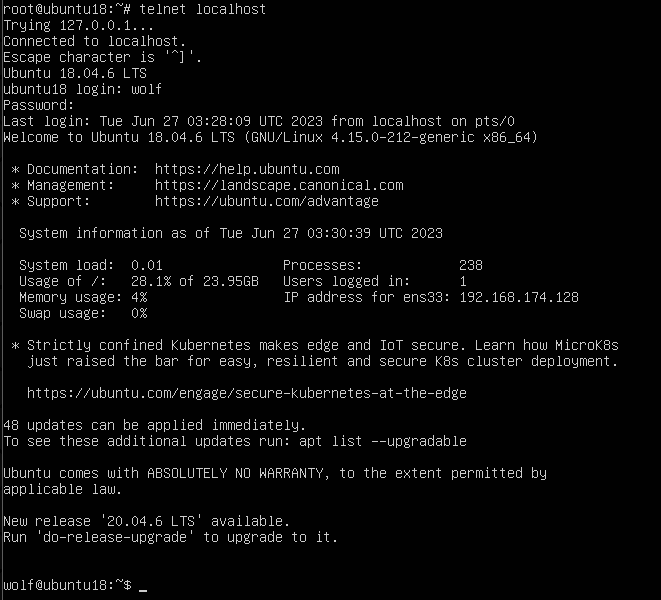 root@ubuntu18:~# telnet localhost
Trying 127.0.0.1...
Connected to localhost.
Escape character is '^]'.
Ubuntu 18.04.6 LTS
ubuntu18 login: wolf
Password:
Last login: Tue Jun 27 03:28:09 UTC 2023 from localhost on pts/0
Welcome to Ubuntu 18.04.6 LTS (GNU/Linux 4.15.0-212-generic x86_64)
 * Documentation:  https://help.ubuntu.com
 * Management:     https://landscape.canonical.com
 * Support:        https://ubuntu.com/advantage
  System information as of Tue Jun 27 03:30:39 UTC 2023
  System load:  0.01               Processes:             238
  Usage of /:   28.1% of 23.95GB   Users logged in:       1
  Memory usage: 4%                 IP address for ens33: 192.168.174.128
  Swap usage:   0%
 * Strictly confined Kubernetes makes edge and IoT secure. Learn how MicroK8s
   just raised the bar for easy, resilient and secure K8s cluster deployment.
   https://ubuntu.com/engage/secure-kubernetes-at-the-edge
48 updates can be applied immediately.
To see these additional updates run: apt list --upgradable
Ubuntu comes with ABSOLUTELY NO WARRANTY, to the extent permitted by
applicable law.
New release '20.04.6 LTS' available.
Run 'do-release-upgrade' to upgrade to it.
wolf@ubuntu18:~$ _